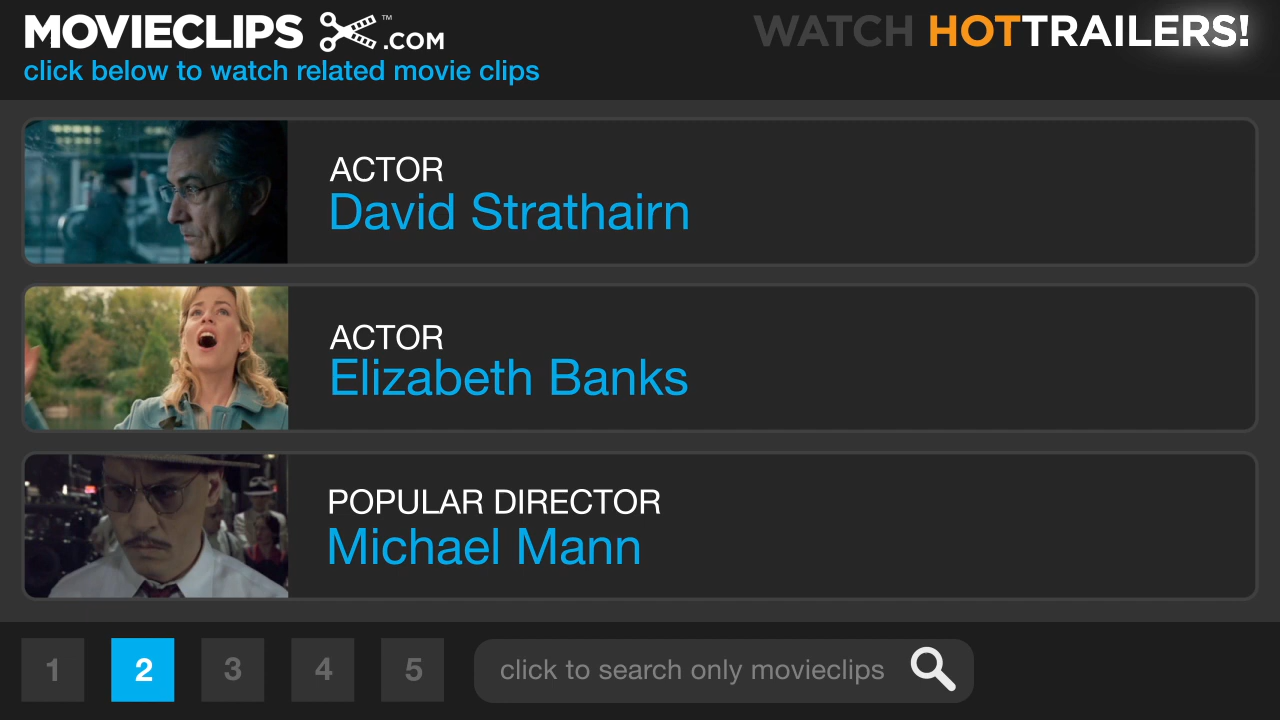 MOVIECLIPS ™.COM
WATCH HOTTRAILERS!
click below to watch related movie clips
ACTOR
David Strathairn
ACTOR
Elizabeth Banks
POPULAR DIRECTOR
Michael Mann
1 2 3 4 5 click to search only movieclips